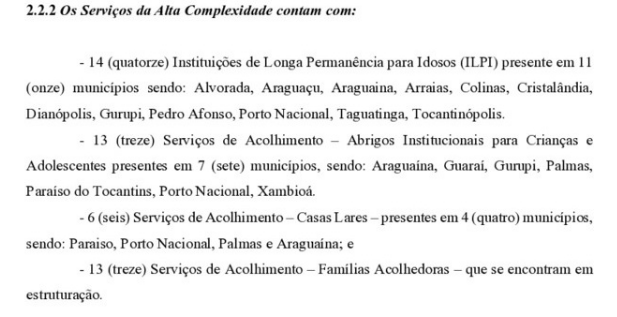 2.2.2 Os Serviços da Alta Complexidade contam com:
- 14 (quatorze) Instituições de Longa Permanência para Idosos (ILPI) presente em 11
(onze) municípios sendo: Alvorada, Araguaçu, Araguaina, Arraias, Colinas, Cristalândia,
Dianópolis, Gurupi, Pedro Afonso, Porto Nacional, Taguatinga, Tocantinópolis.
- 13 (treze) Serviços de Acolhimento – Abrigos Institucionais para Crianças e
Adolescentes presentes em 7 (sete) municípios, sendo: Araguaína, Guaraí, Gurupi, Palmas,
Paraíso do Tocantins, Porto Nacional, Xambioá.
- 6 (seis) Serviços de Acolhimento – Casas Lares – presentes em 4 (quatro) municípios,
sendo: Paraiso, Porto Nacional, Palmas e Araguaína; e
- 13 (treze) Serviços de Acolhimento – Famílias Acolhedoras – que se encontram em
estruturação.